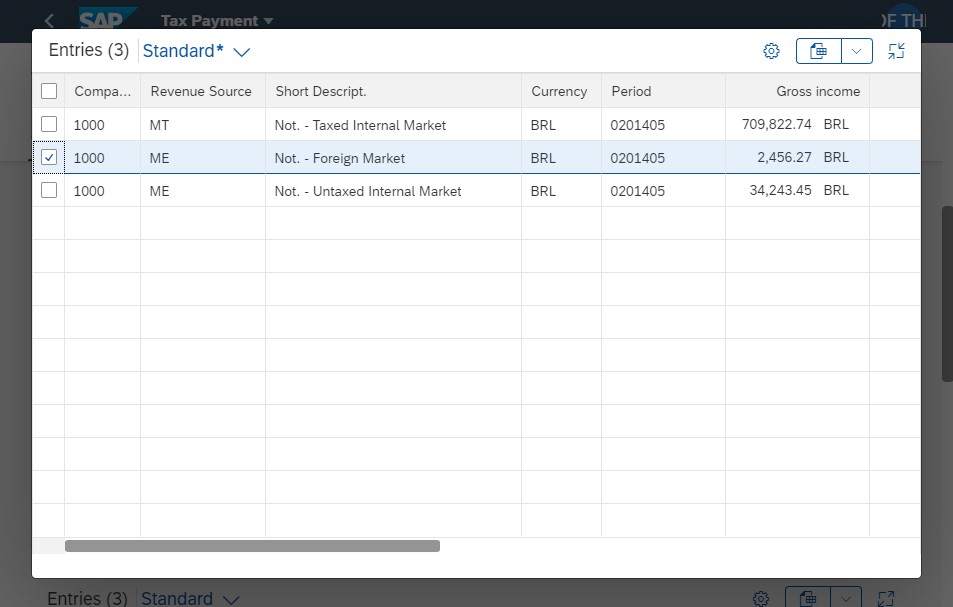 SAP Tax Payment
Entries (3) Standard*
Compa... Revenue Source Short Descript. Currency Period Gross income
1000 MT Not. - Taxed Internal Market BRL 0201405 709,822.74 BRL
1000 ME Not. - Foreign Market BRL 0201405 2,456.27 BRL
1000 ME Not. - Untaxed Internal Market BRL 0201405 34,243.45 BRL
Entries (3) Standard